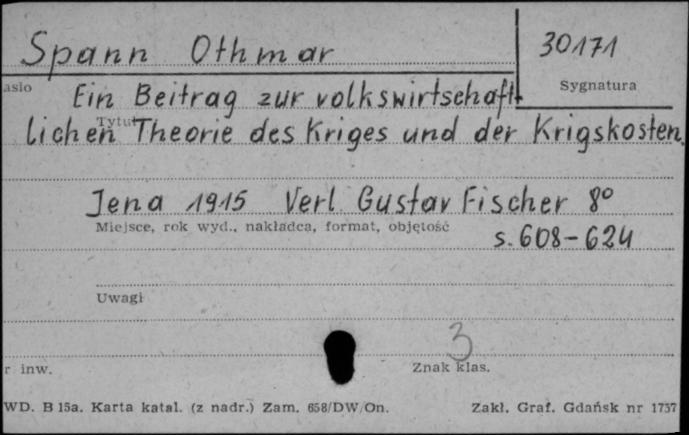 Spann Othmar
30171
asło
Sygnatura
Ein Beitrag zur volkswirtschaft-
Tytuł
lichen Theorie des Kriges und der Krigskosten.
Jena 1915 Verl. Gustav Fischer 8°
Miejsce, rok wyd., nakładca, format, objętość
s. 608-624
Uwagi
3
r inw.
Znak klas.
WD. B 15a. Karta katal. (z nadr.) Zam. 658/DW/On.
Zakł. Graf. Gdańsk nr 1757